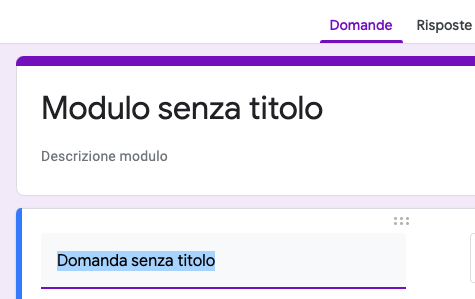 Domande Risposte
Modulo senza titolo
Descrizione modulo
Domanda senza titolo